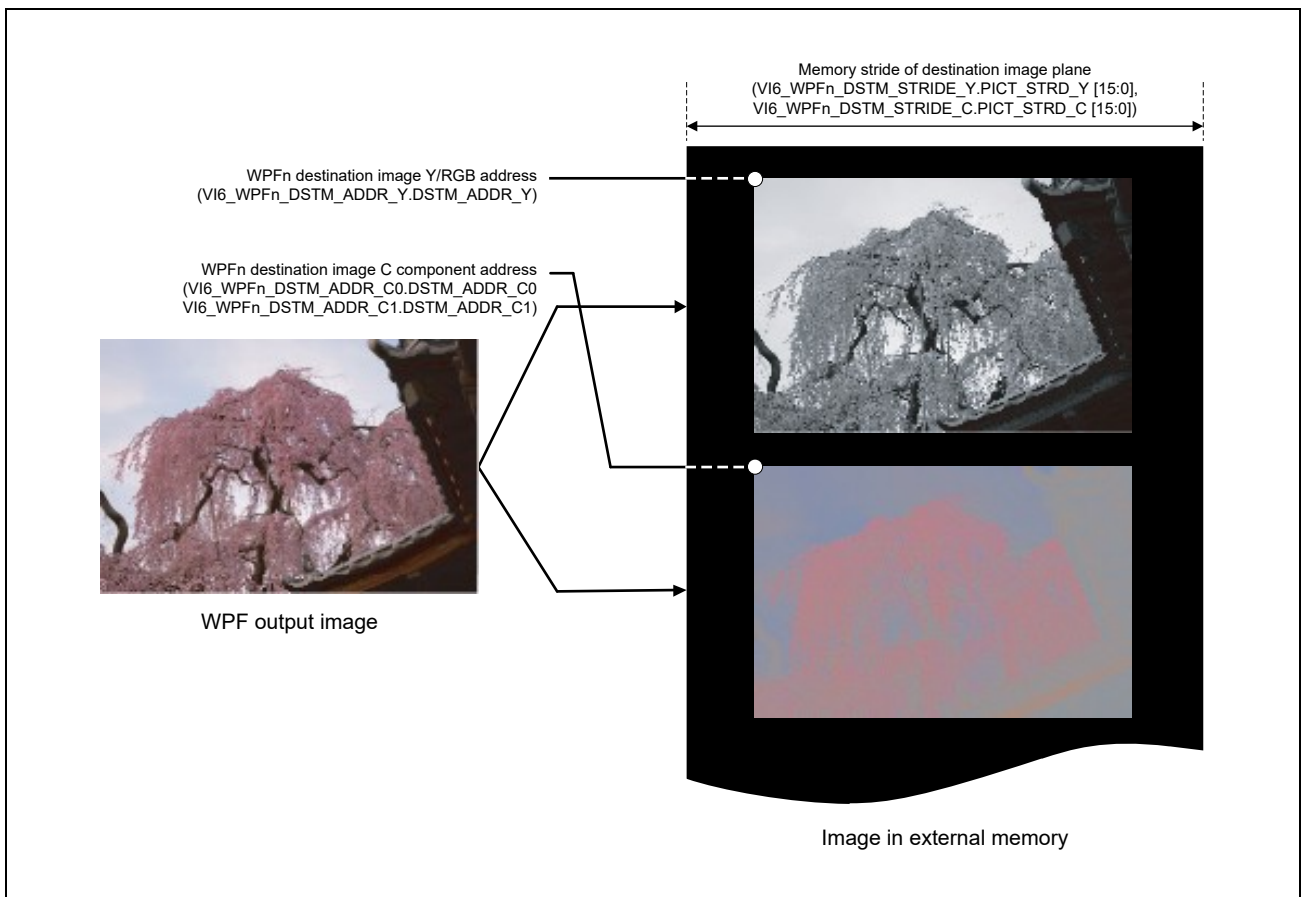 Memory stride of destination image plane
(VI6_WPFn_DSTM_STRIDE_Y.PICT_STRD_Y [15:0],
VI6_WPFn_DSTM_STRIDE_C.PICT_STRD_C [15:0])
WPFn destination image Y/RGB address
(VI6_WPFn_DSTM_ADDR_Y.DSTM_ADDR_Y)
WPFn destination image C component address
(VI6_WPFn_DSTM_ADDR_C0.DSTM_ADDR_C0
VI6_WPFn_DSTM_ADDR_C1.DSTM_ADDR_C1)
WPF output image
Image in external memory